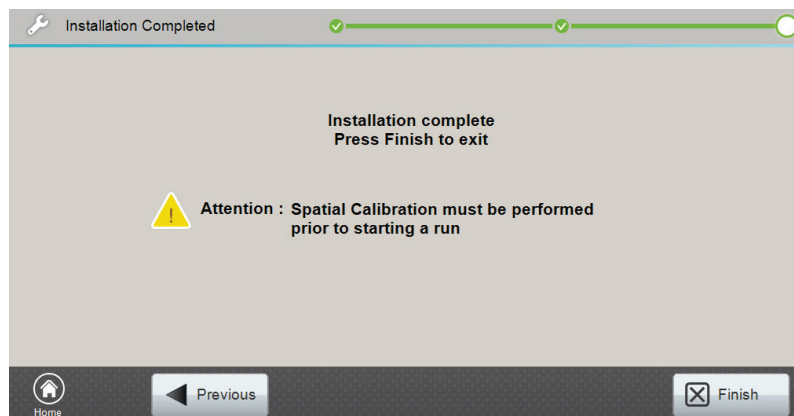 Installation Completed
Installation complete
Press Finish to exit
Attention : Spatial Calibration must be performed
prior to starting a run
Home
Previous
Finish